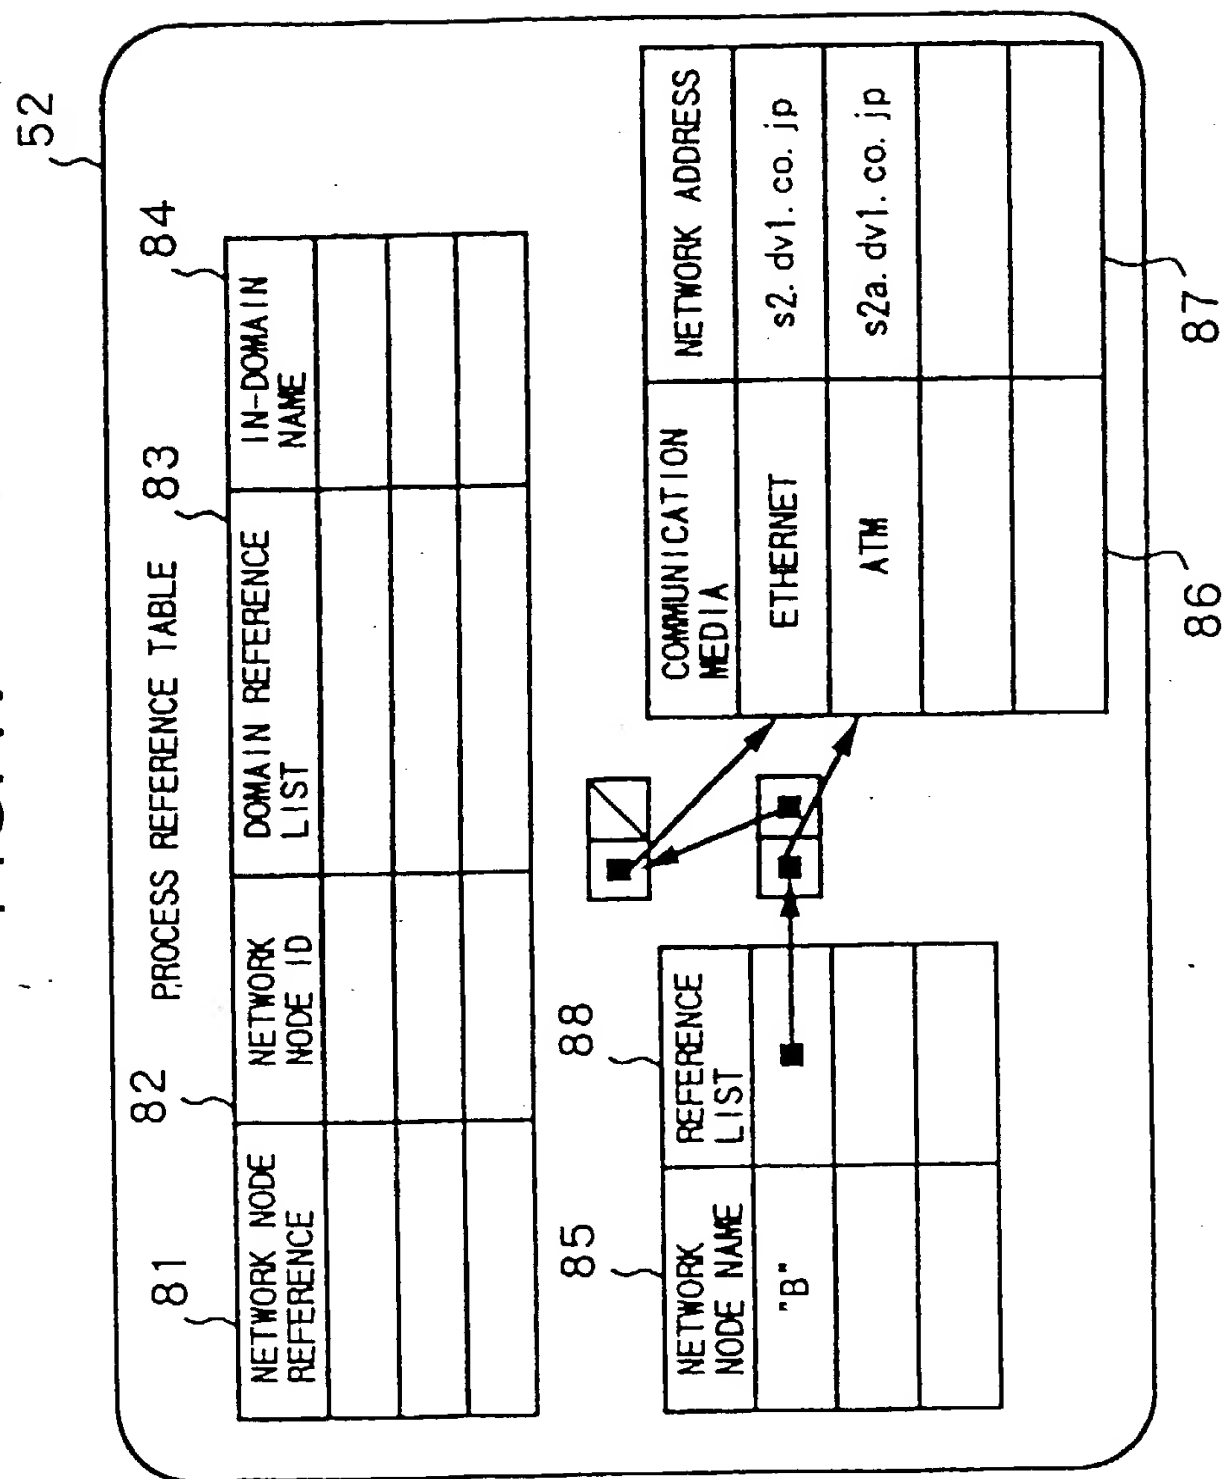 52
PROCESS REFERENCE TABLE
81
82
83
84
NETWORK NODE
REFERENCE
NETWORK
NODE ID
DOMAIN REFERENCE
LIST
IN-DOMAIN
NAME
85
88
NETWORK
NODE NAME
REFERENCE
LIST
"B"
COMMUNICATION
MEDIA
NETWORK ADDRESS
ETHERNET
s2. dv1. co. jp
ATM
s2a. dv1. co. jp
86
87